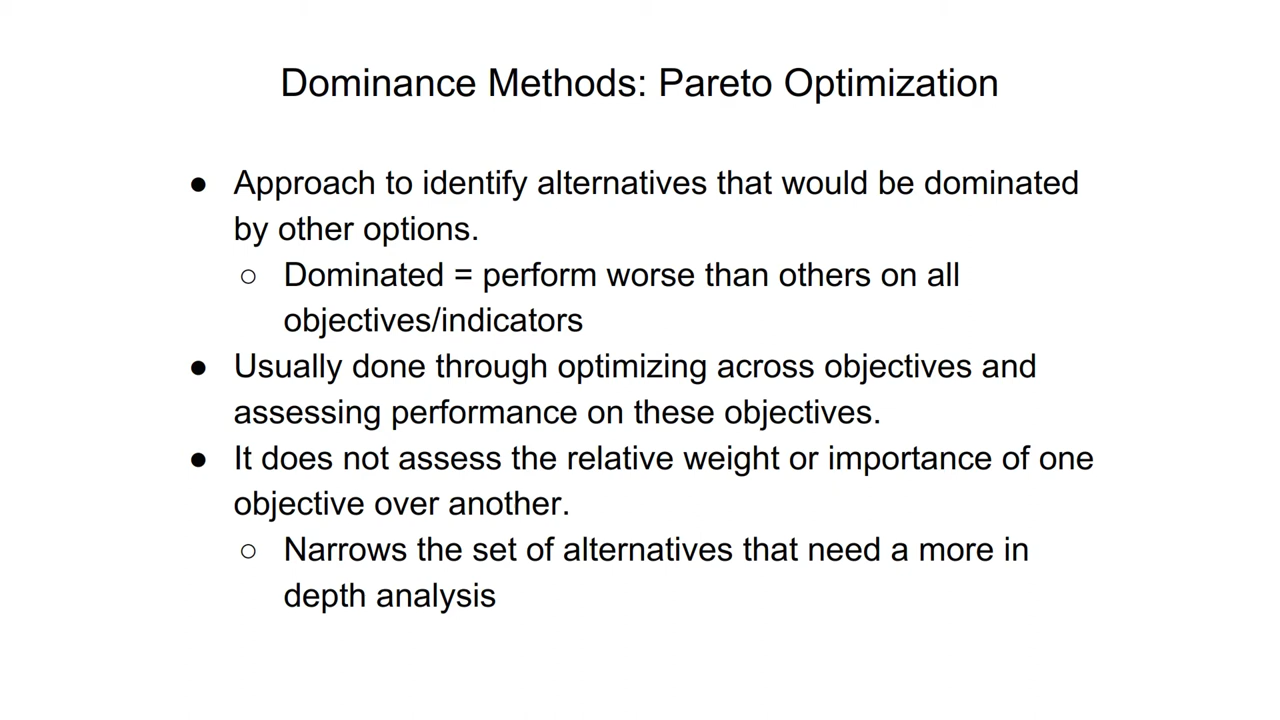 Dominance Methods: Pareto Optimization
● Approach to identify alternatives that would be dominated
by other options.
○ Dominated = perform worse than others on all
objectives/indicators
● Usually done through optimizing across objectives and
assessing performance on these objectives.
● It does not assess the relative weight or importance of one
objective over another.
○ Narrows the set of alternatives that need a more in
depth analysis